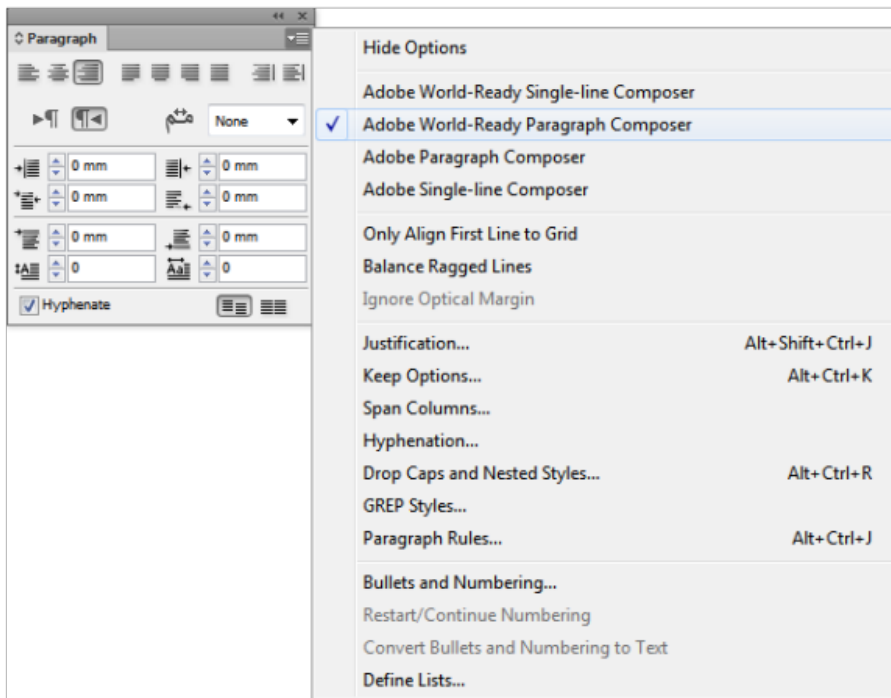 Paragraph
None
0 mm 0 mm
0 mm 0 mm
0 mm 0 mm
0 0
Hyphenate
Hide Options
Adobe World-Ready Single-line Composer
Adobe World-Ready Paragraph Composer
Adobe Paragraph Composer
Adobe Single-line Composer
Only Align First Line to Grid
Balance Ragged Lines
Ignore Optical Margin
Justification... Alt+Shift+Ctrl+J
Keep Options... Alt+Ctrl+K
Span Columns...
Hyphenation...
Drop Caps and Nested Styles... Alt+Ctrl+R
GREP Styles...
Paragraph Rules... Alt+Ctrl+J
Bullets and Numbering...
Restart/Continue Numbering
Convert Bullets and Numbering to Text
Define Lists...